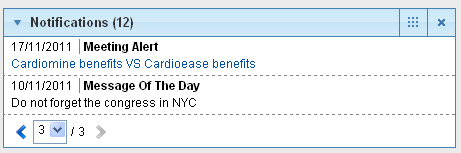 Notifications (12)
17/11/2011 Meeting Alert
Cardiomine benefits VS Cardioease benefits
10/11/2011 Message Of The Day
Do not forget the congress in NYC
3 / 3